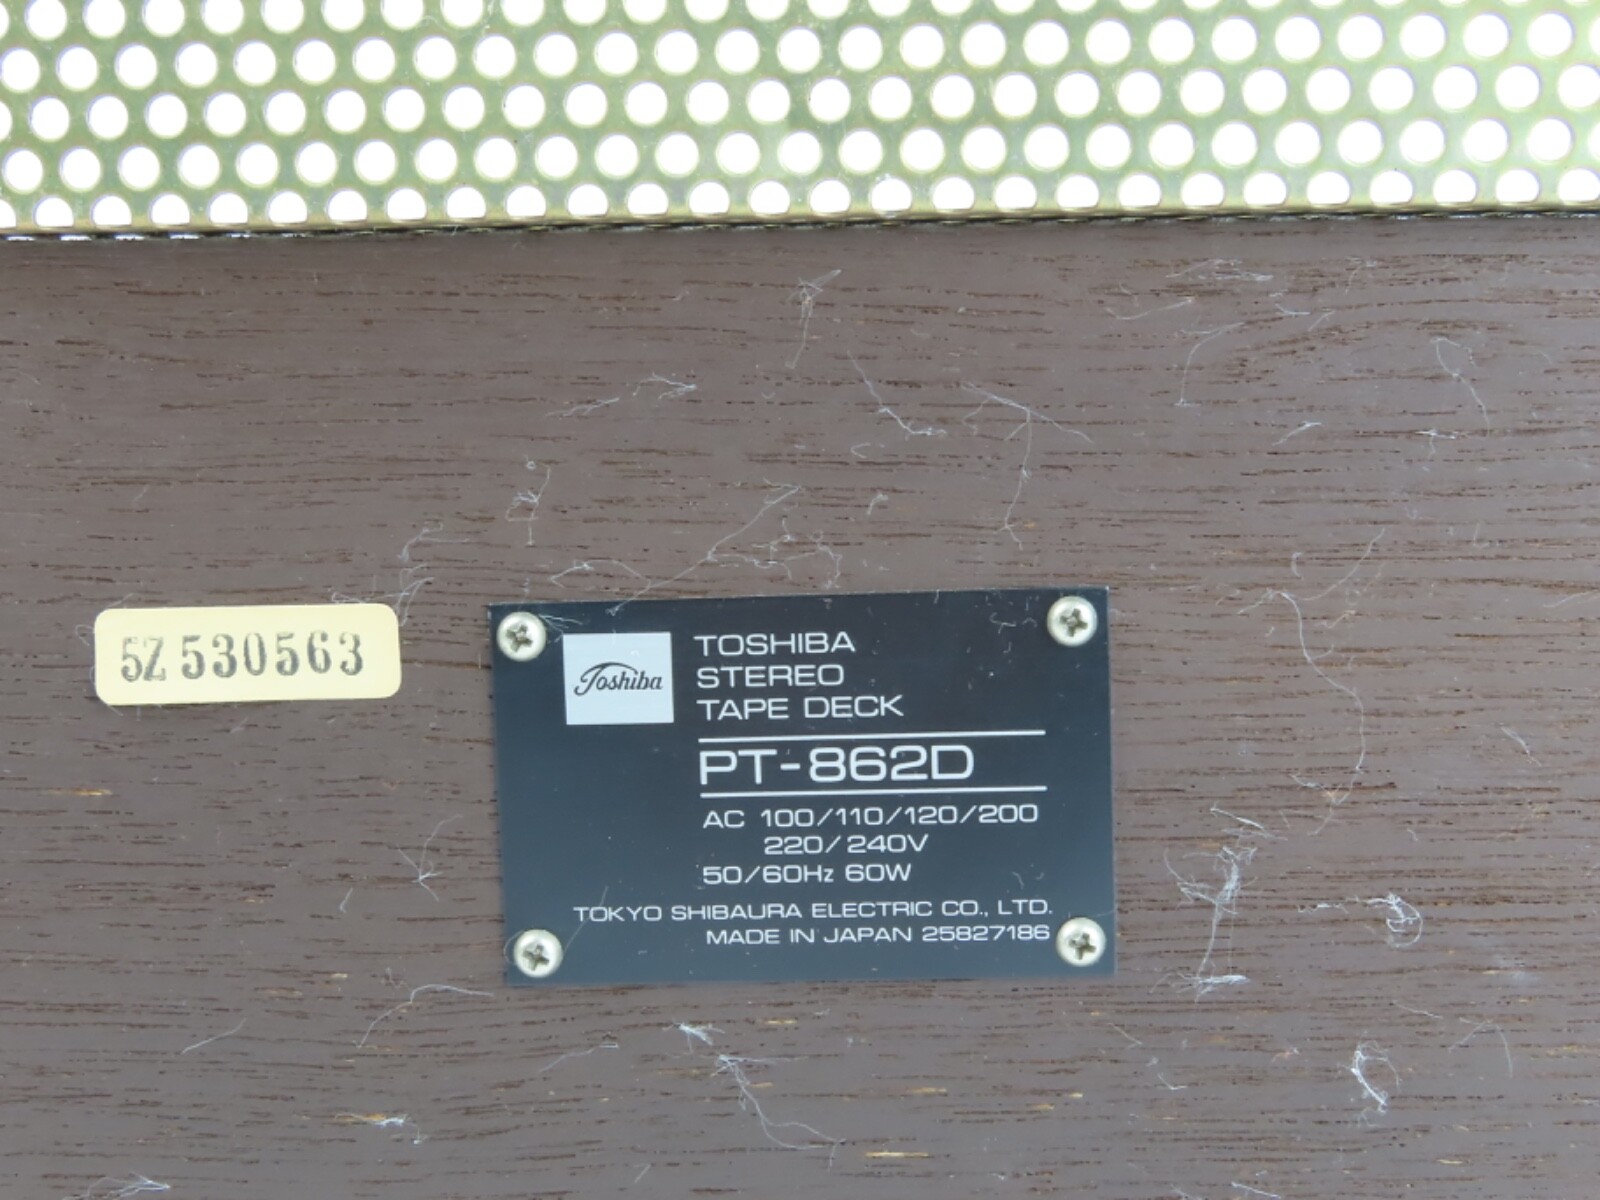 5Z 530563
Toshiba
TOSHIBA
STEREO
TAPE DECK
PT-862D
AC 100/110/120/200
220/240V
50/60Hz 60W
TOKYO SHIBAURA ELECTRIC CO., LTD.
MADE IN JAPAN 25827186